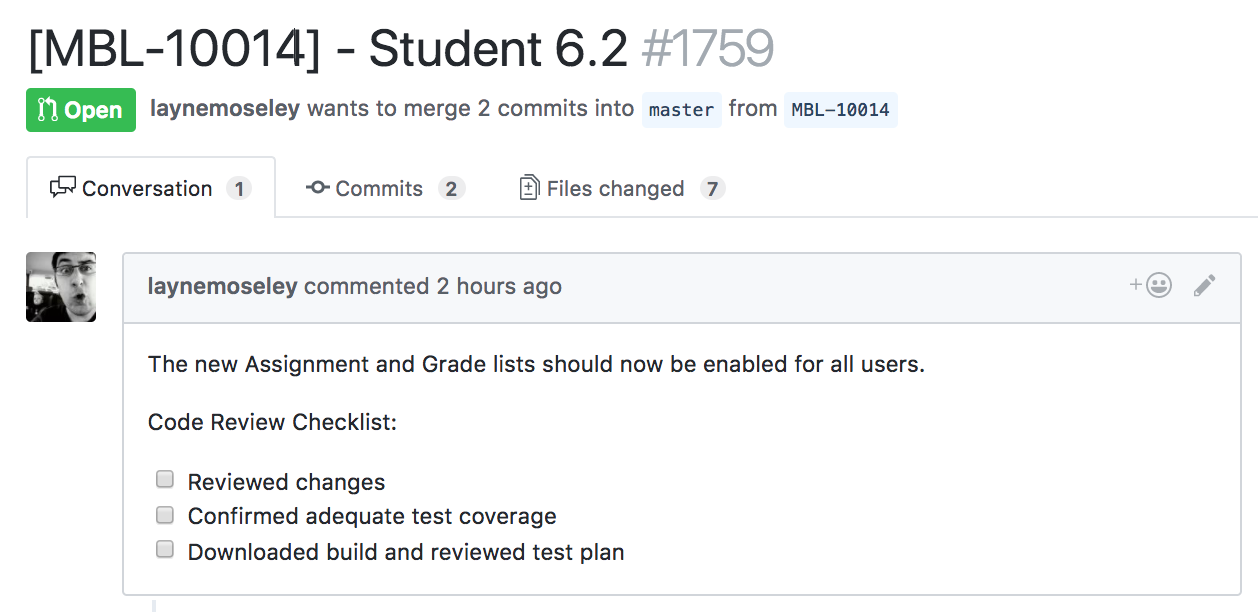 [MBL-10014] - Student 6.2 #1759
Open laynemoseley wants to merge 2 commits into master from MBL-10014
Conversation 1 Commits 2 Files changed 7
laynemoseley commented 2 hours ago
The new Assignment and Grade lists should now be enabled for all users.
Code Review Checklist:
Reviewed changes
Confirmed adequate test coverage
Downloaded build and reviewed test plan